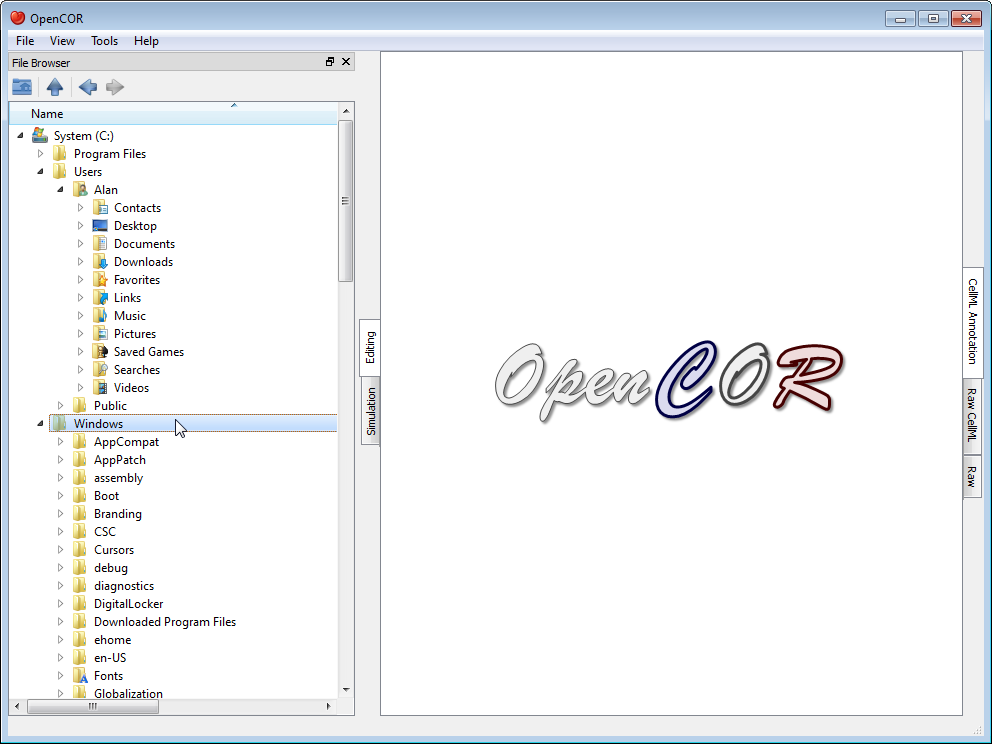 OpenCOR
File View Tools Help
File Browser
Name
System (C:)
Program Files
Users
Alan
Contacts
Desktop
Documents
Downloads
Favorites
Links
Music
Pictures
Saved Games
Searches
Videos
Public
Windows
AppCompat
AppPatch
assembly
Boot
Branding
CSC
Cursors
debug
diagnostics
DigitalLocker
Downloaded Program Files
ehome
en-US
Fonts
Globalization
Editing
Simulation
OpenCOR
CellML Annotation
Raw CellML
Raw